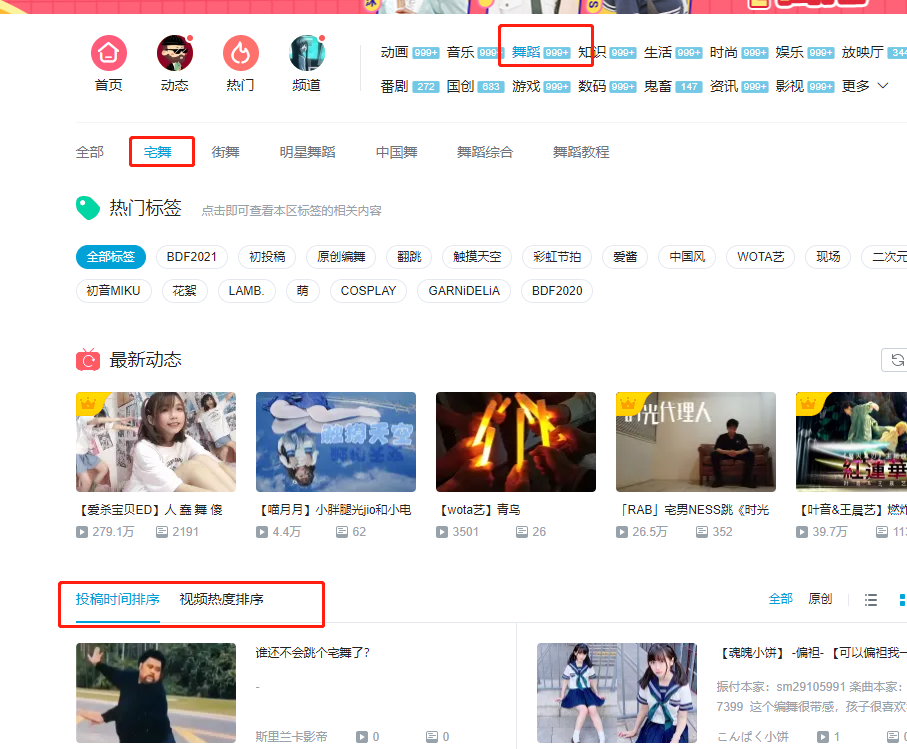 动画 999+ 音乐 999+ 舞蹈 999+ 知识 999+ 生活 999+ 时尚 999+ 娱乐 999+ 放映厅 344
首页 动态 热门 频道
番剧 272 国创 683 游戏 999+ 数码 999+ 鬼畜 147 资讯 999+ 影视 999+ 更多
全部 宅舞 街舞 明星舞蹈 中国舞 舞蹈综合 舞蹈教程
热门标签 点击即可查看本区标签的相关内容
全部标签 BDF2021 初投稿 原创编舞 翻跳 触摸天空 彩虹节拍 爱酱 中国风 WOTA艺 现场 二次元
初音MIKU 花絮 LAMB. 萌 COSPLAY GARNiDELiA BDF2020
最新动态
触摸天空
时光代理人
紅蓮華
【爱杀宝贝ED】人 蠢 舞 傻
279.1万 2191
【喵月月】小胖腿光jio和小电
4.4万 62
【wota艺】青鸟
3501 26
「RAB」宅男NESS跳《时光
26.5万 352
【叶音&王晨艺】燃炸
39.7万 113
投稿时间排序 视频热度排序
全部 原创
谁还不会跳个宅舞了?
-
斯里兰卡影帝 0 0
【魂魄小饼】 -偏袒- 【可以偏袒我一
振付本家：sm29105991 楽曲本家：
7399 这个编舞很带感，孩子很喜欢
こんぱく小饼 1 0